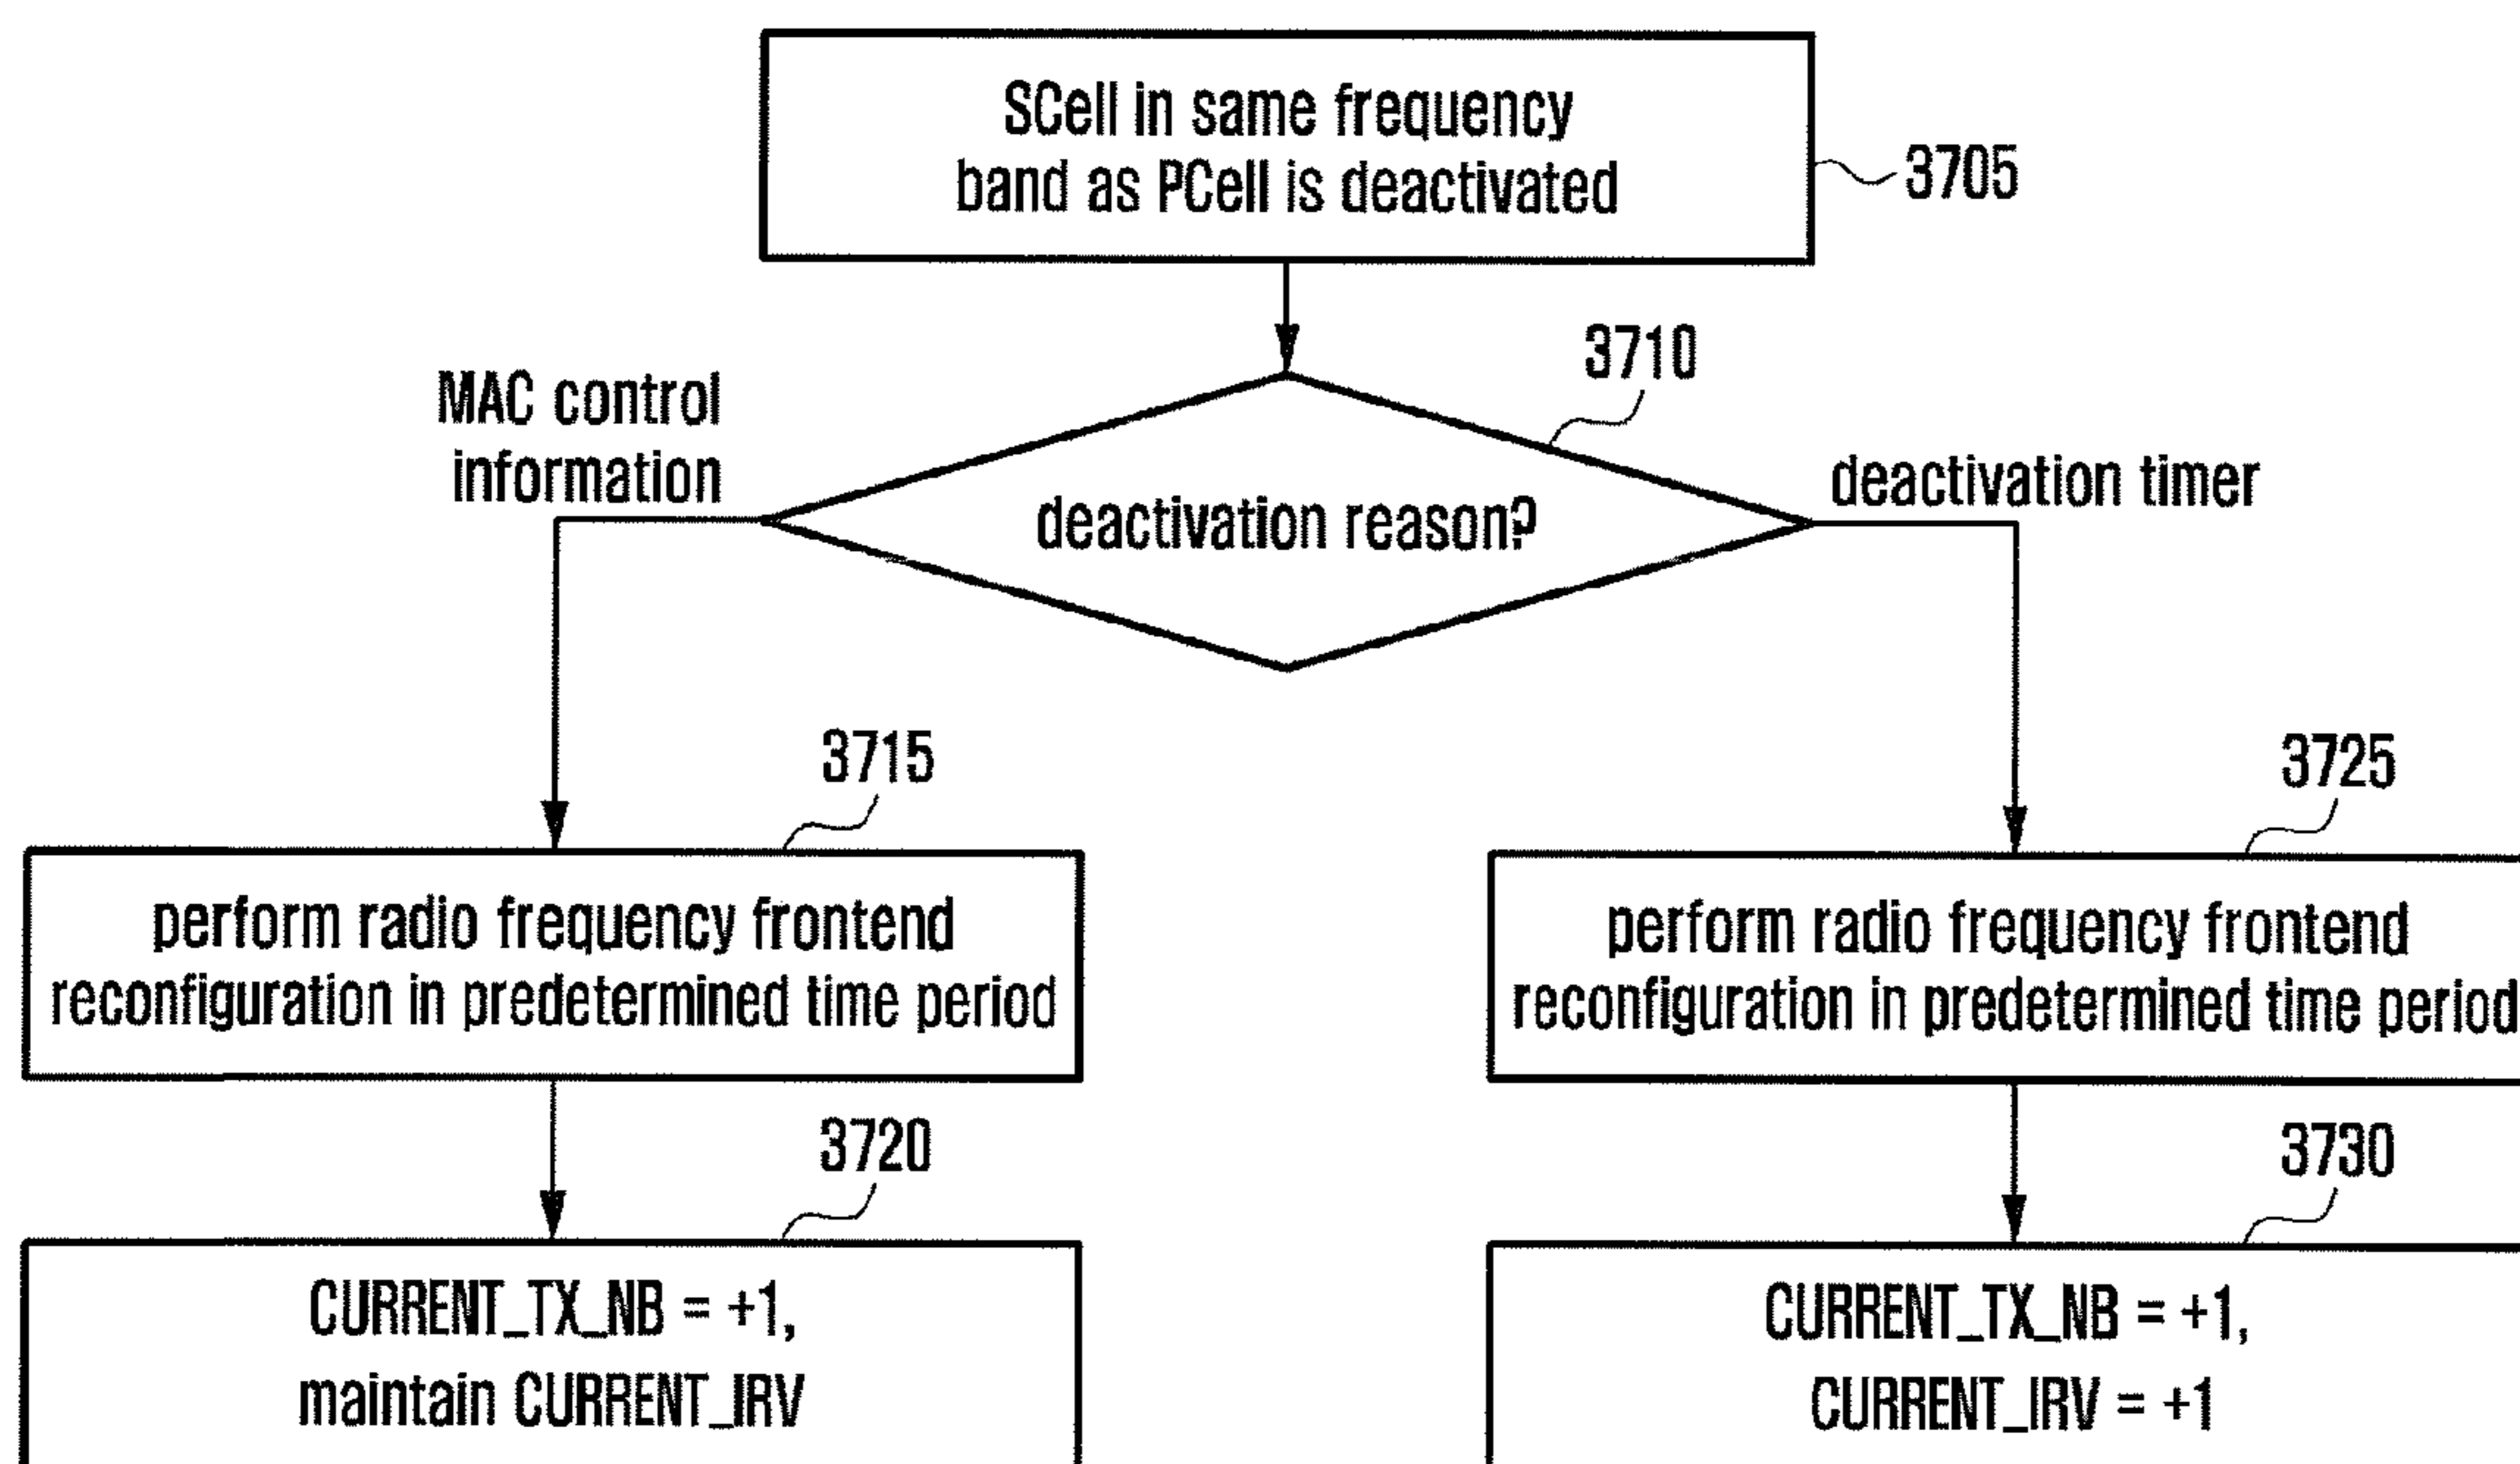 SCell in same frequency
band as PCell is deactivated
3705
3710
MAC control
information
deactivation reason?
deactivation timer
3715
perform radio frequency frontend
reconfiguration in predetermined time period
3725
perform radio frequency frontend
reconfiguration in predetermined time period
3720
CURRENT_TX_NB = +1,
maintain CURRENT_IRV
3730
CURRENT_TX_NB = +1,
CURRENT_IRV = +1